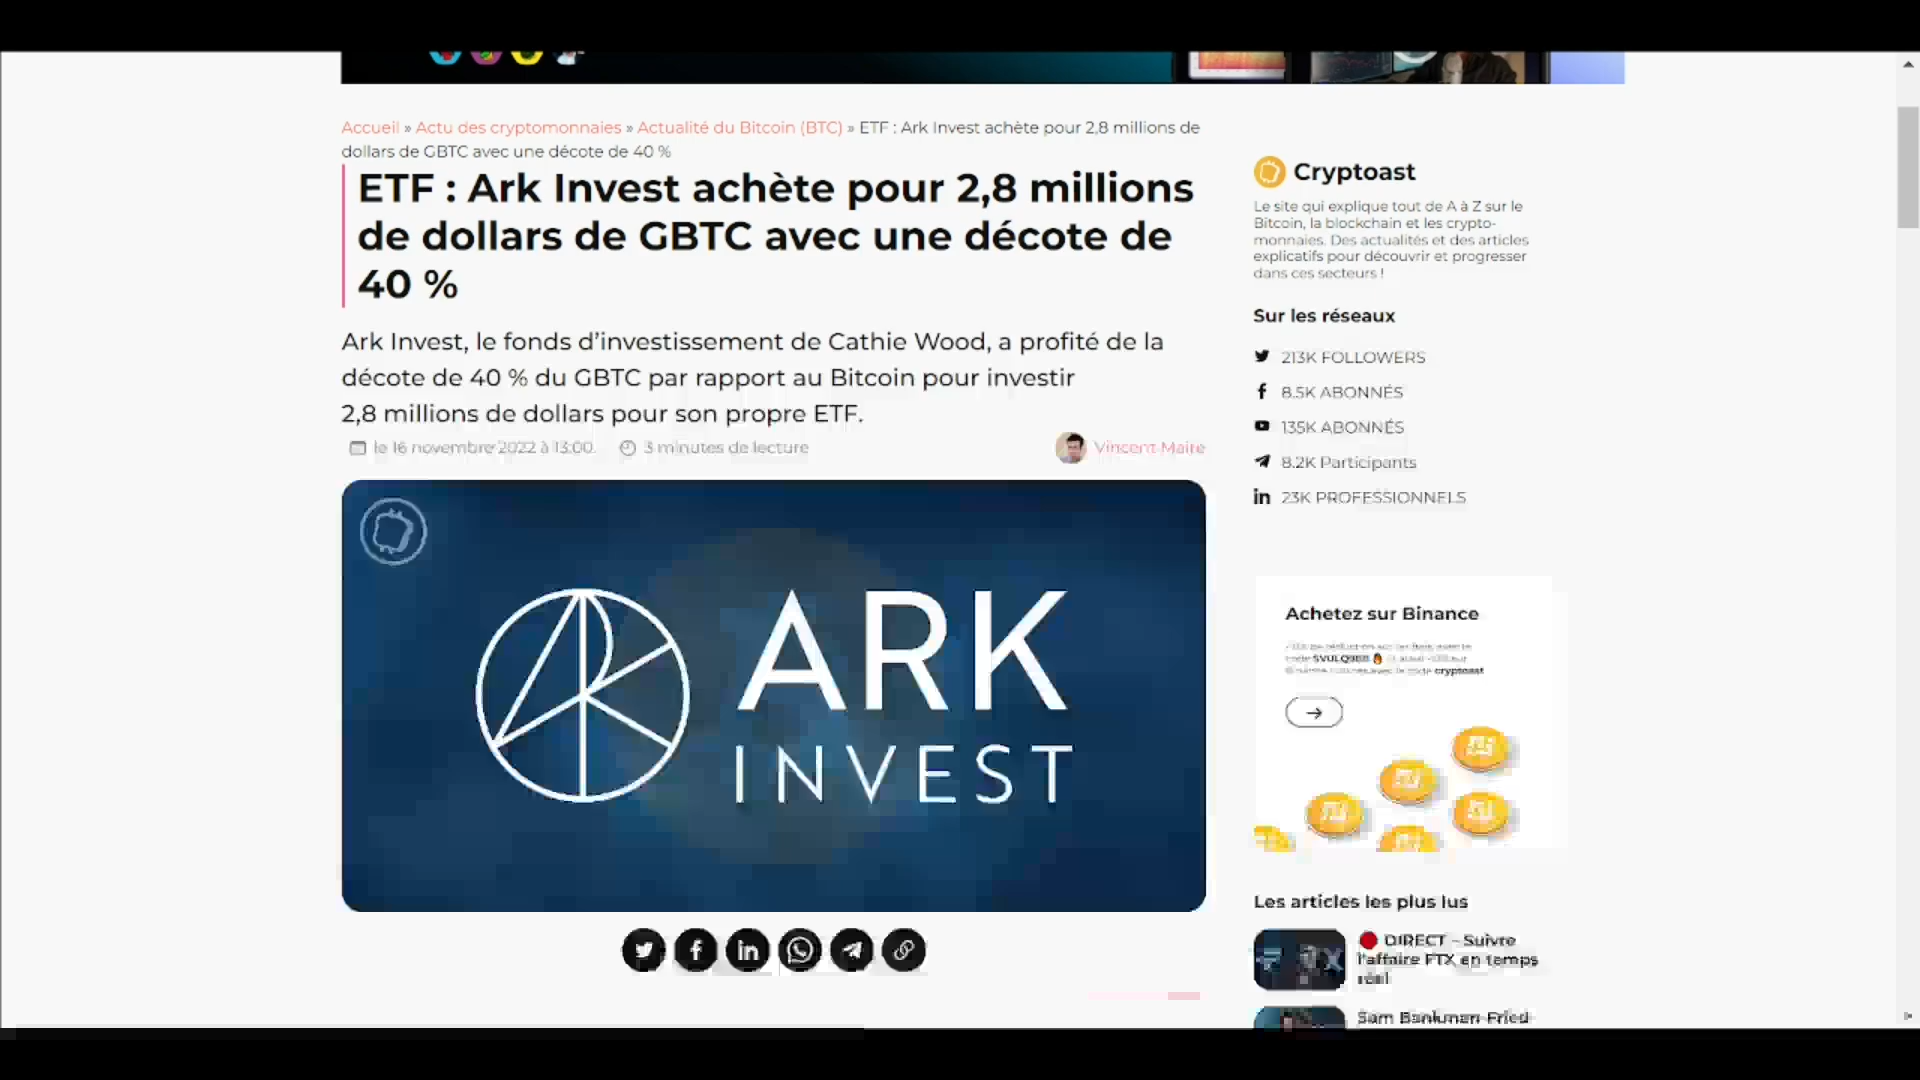 Accueil » Actu des cryptomonnaies » Actualité du Bitcoin (BTC) » ETF : Ark Invest achète pour 2,8 millions de
dollars de GBTC avec une décote de 40 %
ETF : Ark Invest achète pour 2,8 millions
de dollars de GBTC avec une décote de
40 %
Ark Invest, le fonds d’investissement de Cathie Wood, a profité de la
décote de 40 % du GBTC par rapport au Bitcoin pour investir
2,8 millions de dollars pour son propre ETF.
le 16 novembre 2022 à 13:00.
3 minutes de lecture
Vincent Maire
ARK
INVEST
Cryptoast
Le site qui explique tout de A à Z sur le
Bitcoin, la blockchain et les crypto-
monnaies. Des actualités et des articles
explicatifs pour découvrir et progresser
dans ces secteurs !
Sur les réseaux
213K FOLLOWERS
8.5K ABONNÉS
135K ABONNÉS
8.2K Participants
23K PROFESSIONNELS
Achetez sur Binance
cryptoast
Les articles les plus lus
DIRECT – Suivre
l'affaire FTX en temps
réel
Sam Bankman-Fried